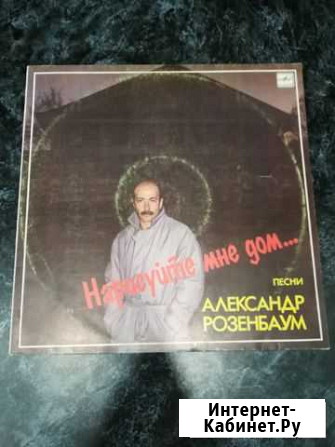 Нарисуйте мне дом...
ПЕСНИ
АЛЕКСАНДР
РОЗЕНБАУМ
Интернет-
Кабинет.Ру